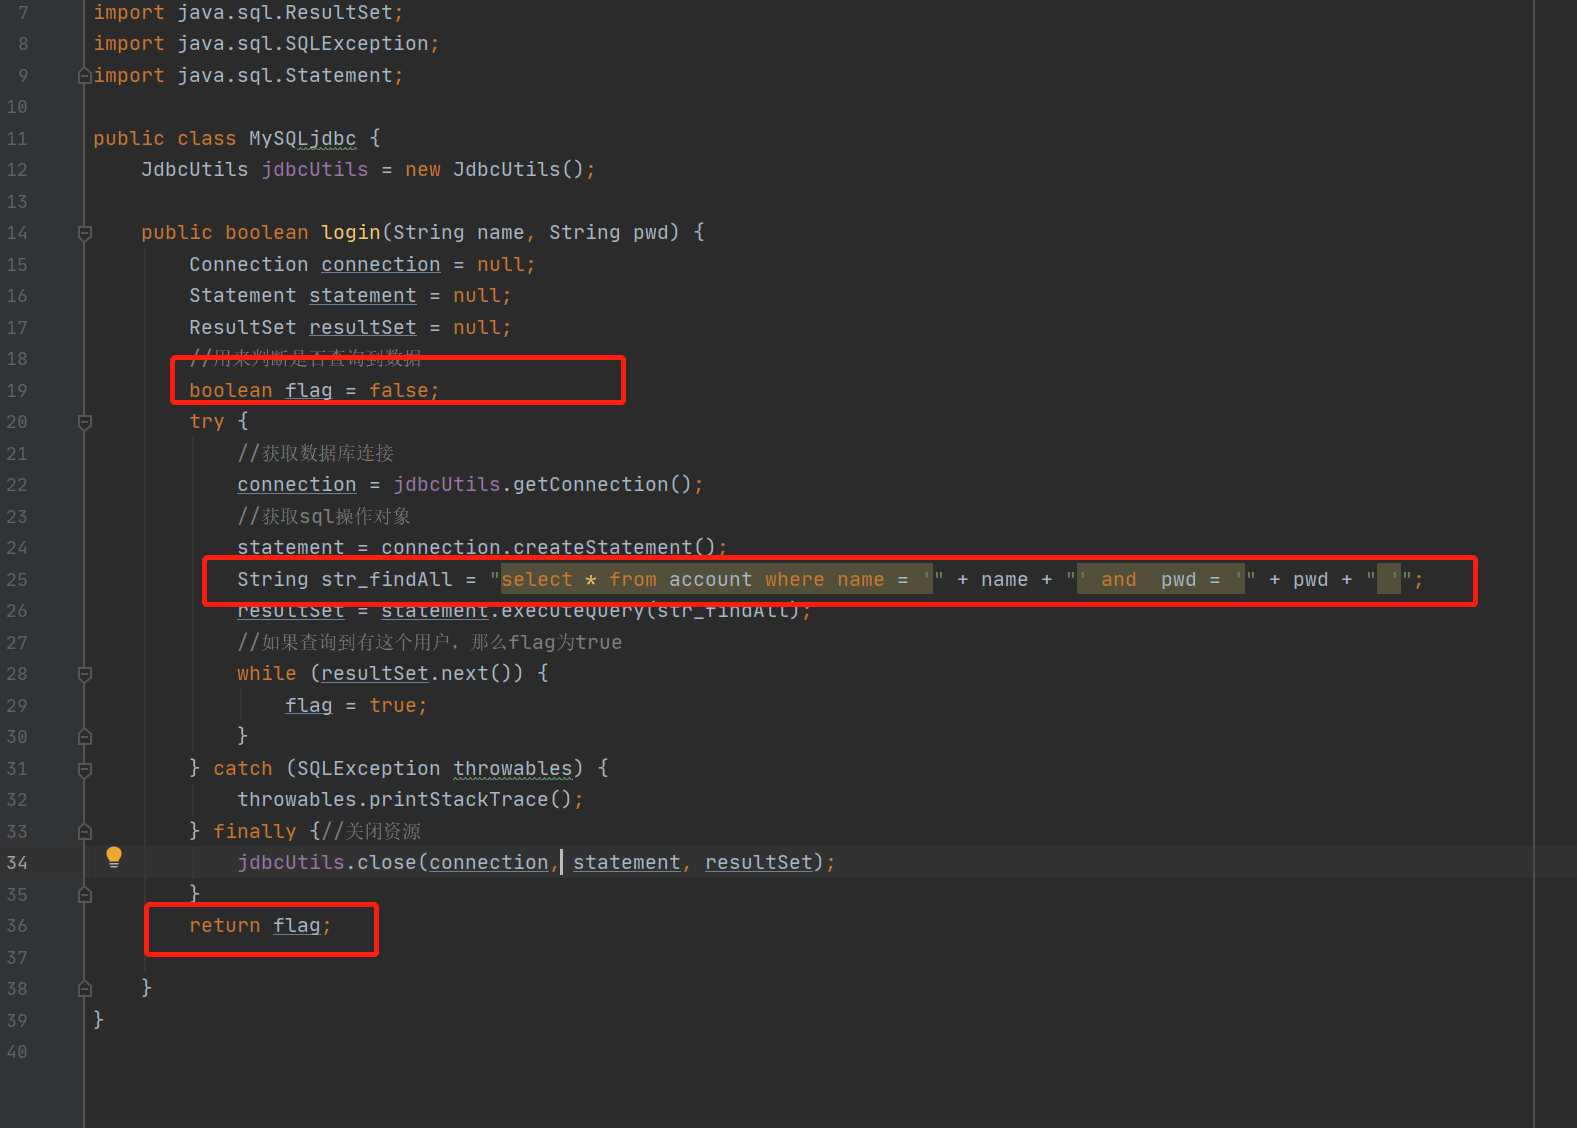 7 import java.sql.ResultSet;
8 import java.sql.SQLException;
9 import java.sql.Statement;
10
11 public class MySQLjdbc {
12 JdbcUtils jdbcUtils = new JdbcUtils();
13
14 public boolean login(String name, String pwd) {
15 Connection connection = null;
16 Statement statement = null;
17 ResultSet resultSet = null;
18 //用来判断是否查询到数据
19 boolean flag = false;
20 try {
21 //获取数据库连接
22 connection = jdbcUtils.getConnection();
23 //获取sql操作对象
24 statement = connection.createStatement();
25 String str_findAll = "select * from account where name = '" + name + "' and  pwd = '" + pwd + " '";
26 resultSet = statement.executeQuery(str_findAll);
27 //如果查询到有这个用户，那么flag为true
28 while (resultSet.next()) {
29 flag = true;
30 }
31 } catch (SQLException throwables) {
32 throwables.printStackTrace();
33 } finally {//关闭资源
34 jdbcUtils.close(connection, statement, resultSet);
35 }
36 return flag;
37
38 }
39 }
40